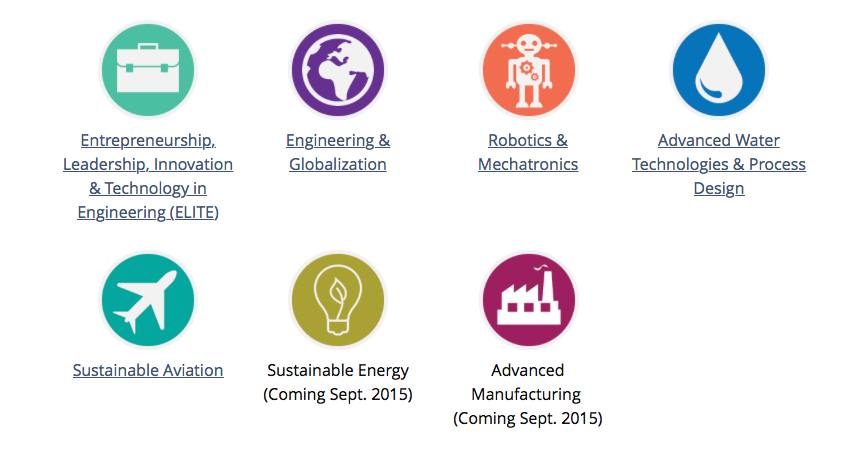 Entrepreneurship,
Leadership, Innovation
& Technology in
Engineering (ELITE)
Engineering &
Globalization
Robotics &
Mechatronics
Advanced Water
Technologies & Process
Design
Sustainable Aviation
Sustainable Energy
(Coming Sept. 2015)
Advanced
Manufacturing
(Coming Sept. 2015)